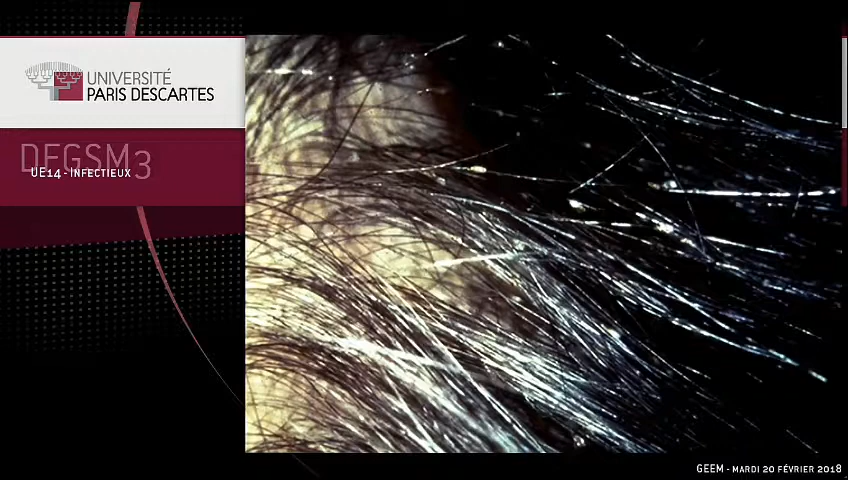 UNIVERSITÉ
PARIS DESCARTES
DFGSM3
UE14 - INFECTIEUX
GEEM - MARDI 20 FÉVRIER 2018